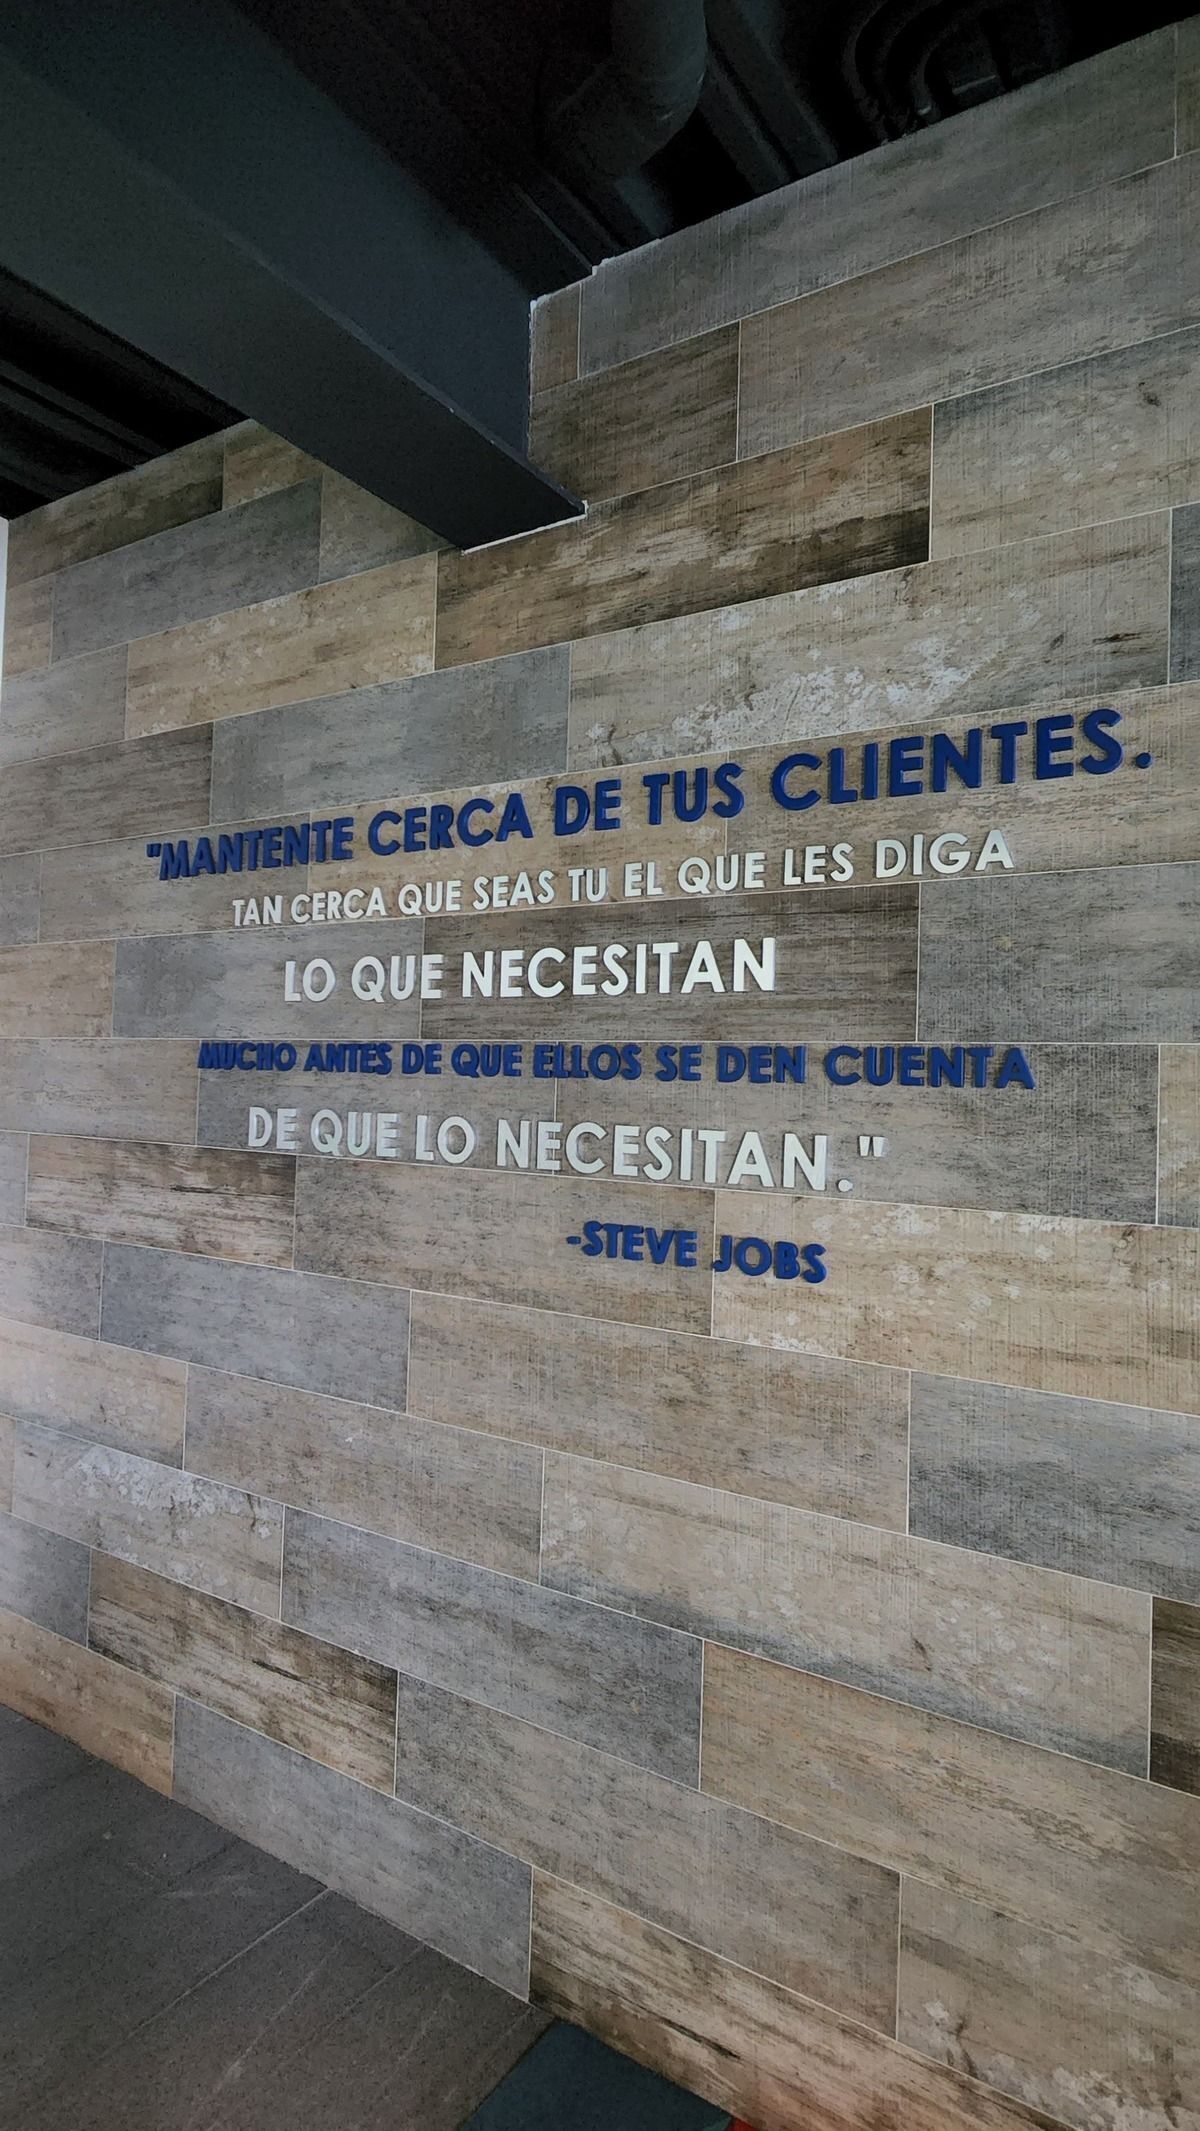 "MANTENTE CERCA DE TUS CLIENTES.
TAN CERCA QUE SEAS TU EL QUE LES DIGA
LO QUE NECESITAN
MUCHO ANTES DE QUE ELLOS SE DEN CUENTA
DE QUE LO NECESITAN."
-STEVE JOBS